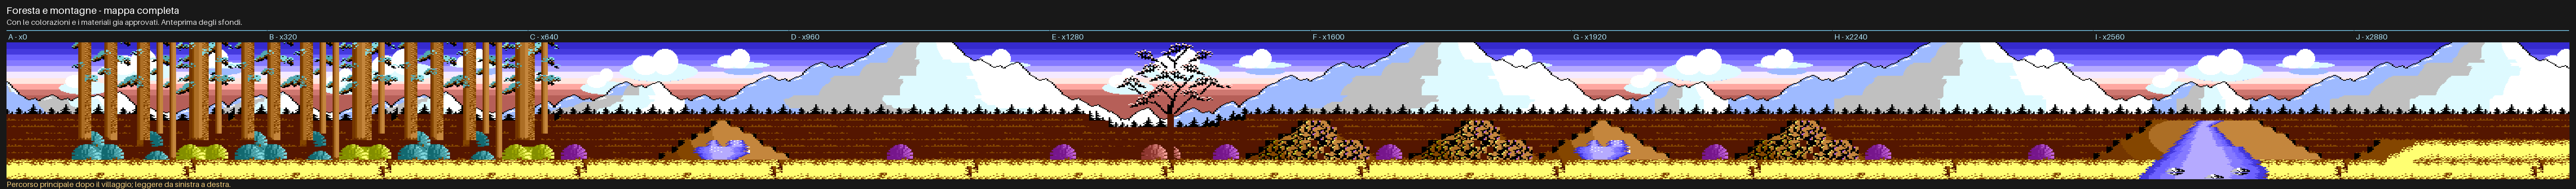 Foresta e montagne - mappa completa
Con le colorazioni e i materiali gia approvati. Anteprima degli sfondi.
A - x0
B - x320
C - x640
D - x960
E - x1280
F - x1600
G - x1920
H - x2240
I - x2560
J - x2880
Percorso principale dopo il villaggio; leggere da sinistra a destra.